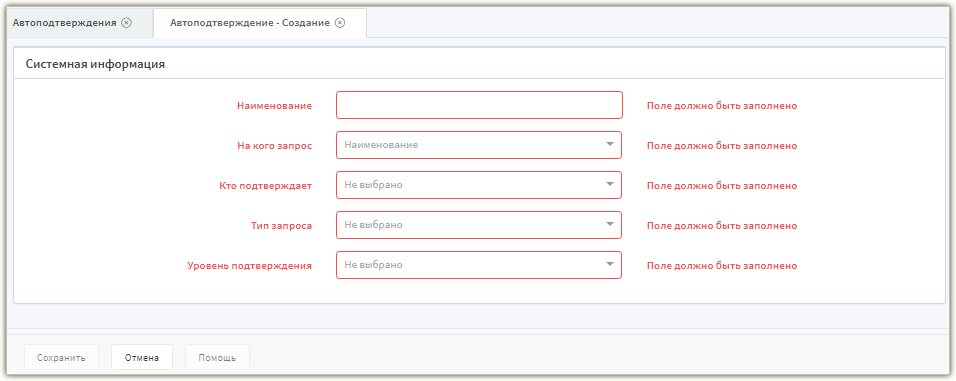 Автоподтверждения Автоподтверждение - Создание
Системная информация
Наименование Поле должно быть заполнено
На кого запрос Наименование Поле должно быть заполнено
Кто подтверждает Не выбрано Поле должно быть заполнено
Тип запроса Не выбрано Поле должно быть заполнено
Уровень подтверждения Не выбрано Поле должно быть заполнено
Сохранить Отмена Помощь